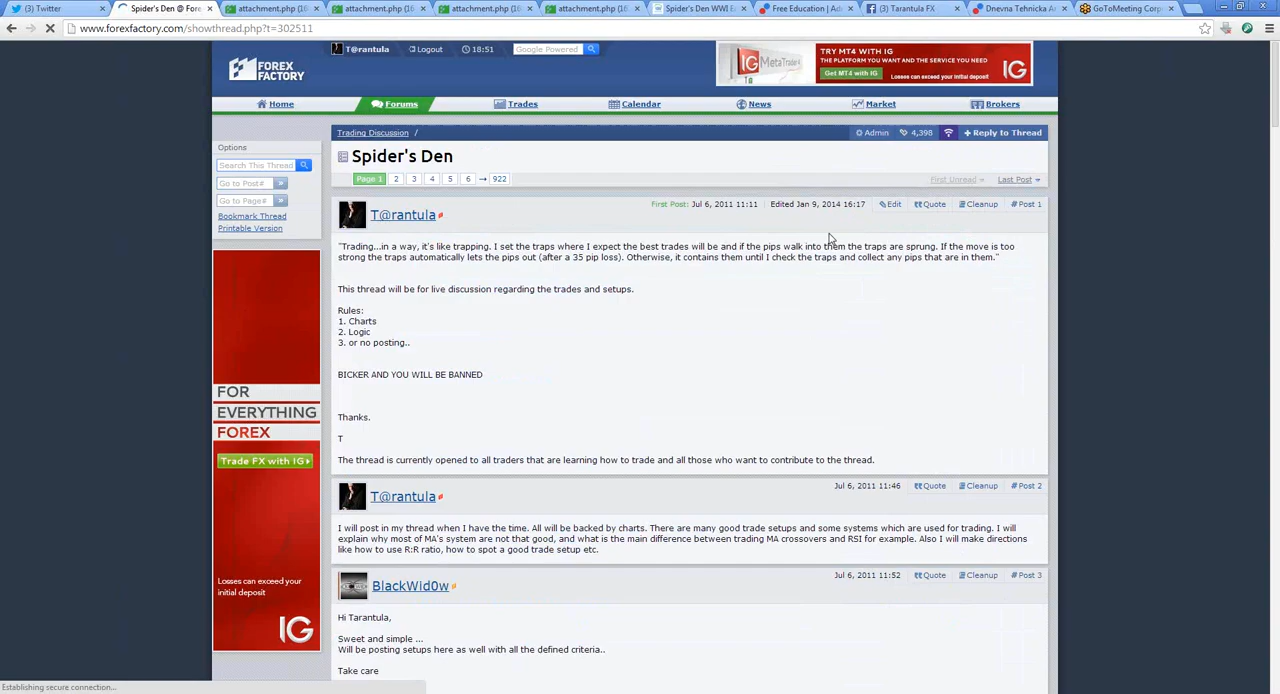 (3) Twitter
Spider's Den @ Fore
attachment.php (16
attachment.php (16
attachment.php (16
attachment.php (16
Spider's Den WWI E
Free Education | Ad
(3) Tarantula FX
Dnevna Tehnicka Ar
GoToMeeting Corp
www.forexfactory.com/showthread.php?t=302511
T@rantula
Logout
18:51
Google Powered
FOREX
FACTORY
IG
MetaTrader4
TRY MT4 WITH IG
THE PLATFORM YOU WANT AND THE SERVICE YOU NEED
Get MT4 with IG
Losses can exceed your initial deposit
IG
Home
Forums
Trades
Calendar
News
Market
Brokers
Options
Search This Thread
Go to Post#
Go to Page#
Bookmark Thread
Printable Version
Trading Discussion /
Admin
4,398
Reply to Thread
Spider's Den
Page 1 2 3 4 5 6 → 922
First Unread
Last Post
T@rantula
First Post: Jul 6, 2011 11:11
Edited Jan 9, 2014 16:17
Edit
Quote
Cleanup
# Post 1
"Trading...in a way, it's like trapping. I set the traps where I expect the best trades will be and if the pips walk into them the traps are sprung. If the move is too
strong the traps automatically lets the pips out (after a 35 pip loss). Otherwise, it contains them until I check the traps and collect any pips that are in them."
This thread will be for live discussion regarding the trades and setups.
Rules:
1. Charts
2. Logic
3. or no posting..
BICKER AND YOU WILL BE BANNED
Thanks.
T
The thread is currently opened to all traders that are learning how to trade and all those who want to contribute to the thread.
T@rantula
Jul 6, 2011 11:46
Quote
Cleanup
# Post 2
I will post in my thread when I have the time. All will be backed by charts. There are many good trade setups and some systems which are used for trading. I will
explain why most of MA's system are not that good, and what is the main difference between trading MA crossovers and RSI for example. Also I will make directions
like how to use R:R ratio, how to spot a good trade setup etc.
BlackWid0w
Jul 6, 2011 11:52
Quote
Cleanup
# Post 3
Hi Tarantula,
Sweet and simple ...
Will be posting setups here as well with all the defined criteria..
Take care
FOR
EVERYTHING
FOREX
Trade FX with IG
Losses can exceed your
initial deposit
IG
Establishing secure connection...